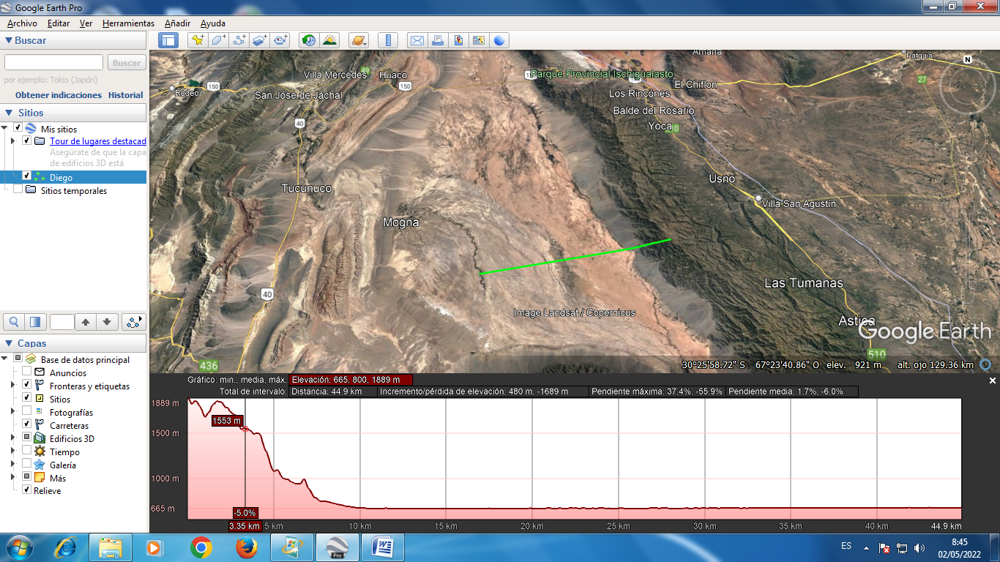 Google Earth Pro
Archivo Editar Ver Herramientas Añadir Ayuda
Buscar
Buscar
por ejemplo: Tokio (Japón)
Obtener indicaciones Historial
Sitios
Mis sitios
Tour de lugares destacad
Asegúrate de que la capa
de edificios 3D está
Diego
Sitios temporales
Capas
Base de datos principal
Anuncios
Fronteras y etiquetas
Sitios
Fotografías
Carreteras
Edificios 3D
Tiempo
Galería
Más
Relieve
Amana
Patquia
N
49
Villa Mercedes
Huaco
Parque Provincial Ischigualasto
27
Rodeo
150
150
El Chiflon
San Jose de Jachal
Los Rincónes
Balde del Rosario
40
Yoca
Usno
Tucunuco
Villa San Agustín
Mogna
Las Tumanas
40
Image Landsat / Copernicus
Astica
Google Earth
510
436
30°25'58.72" S 67°23'40.86" O elev. 921 m alt. ojo 129.36 km
Gráfico: mín., media, máx. Elevación: 665, 800, 1889 m
Total de intervalo: Distancia: 44.9 km Incremento/pérdida de elevación: 480 m, -1689 m Pendiente máxima: 37.4%, -55.9% Pendiente media: 1.7%, -6.0%
1889 m
1553 m
1500 m
1000 m
665 m
-5.0%
3.35 km 5 km 10 km 15 km 20 km 25 km 30 km 35 km 40 km 44.9 km
Pro
ES
8:45
02/05/2022